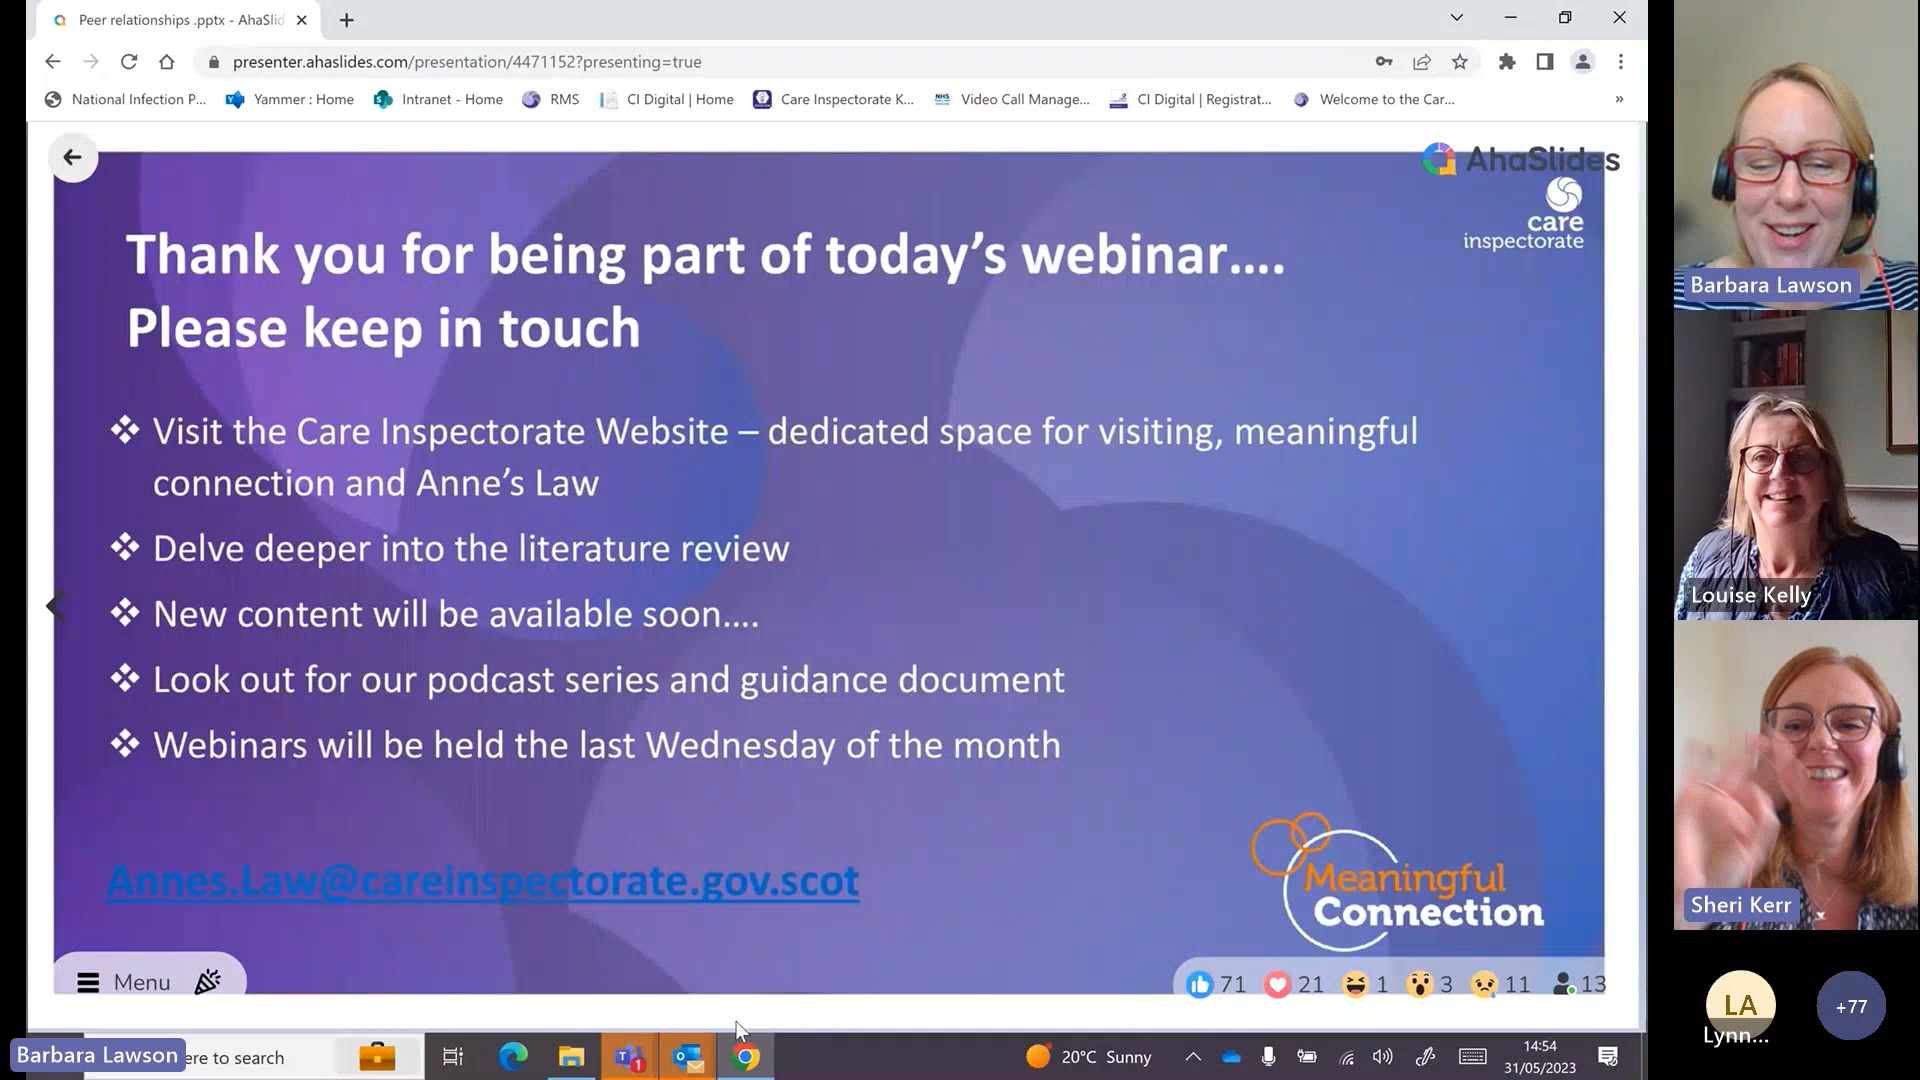 Peer relationships .pptx - AhaSlid
presenter.ahaslides.com/presentation/4471152?presenting=true
National Infection P...
Yammer : Home
Intranet - Home
RMS
CI Digital | Home
Care Inspectorate K...
NHS
Video Call Manage...
CI Digital | Registrat...
Welcome to the Car...
»
AhaSlides
care
inspectorate
Thank you for being part of today’s webinar....
Please keep in touch
❖ Visit the Care Inspectorate Website – dedicated space for visiting, meaningful
connection and Anne’s Law
❖ Delve deeper into the literature review
❖ New content will be available soon....
❖ Look out for our podcast series and guidance document
❖ Webinars will be held the last Wednesday of the month
Annes.Law@careinspectorate.gov.scot
Meaningful
Connection
Menu
71 21 1 3 11 13
Barbara Lawson
Louise Kelly
Sheri Kerr
LA
Lynn...
+77
Barbara Lawson
ere to search
1
20°C Sunny
14:54
31/05/2023